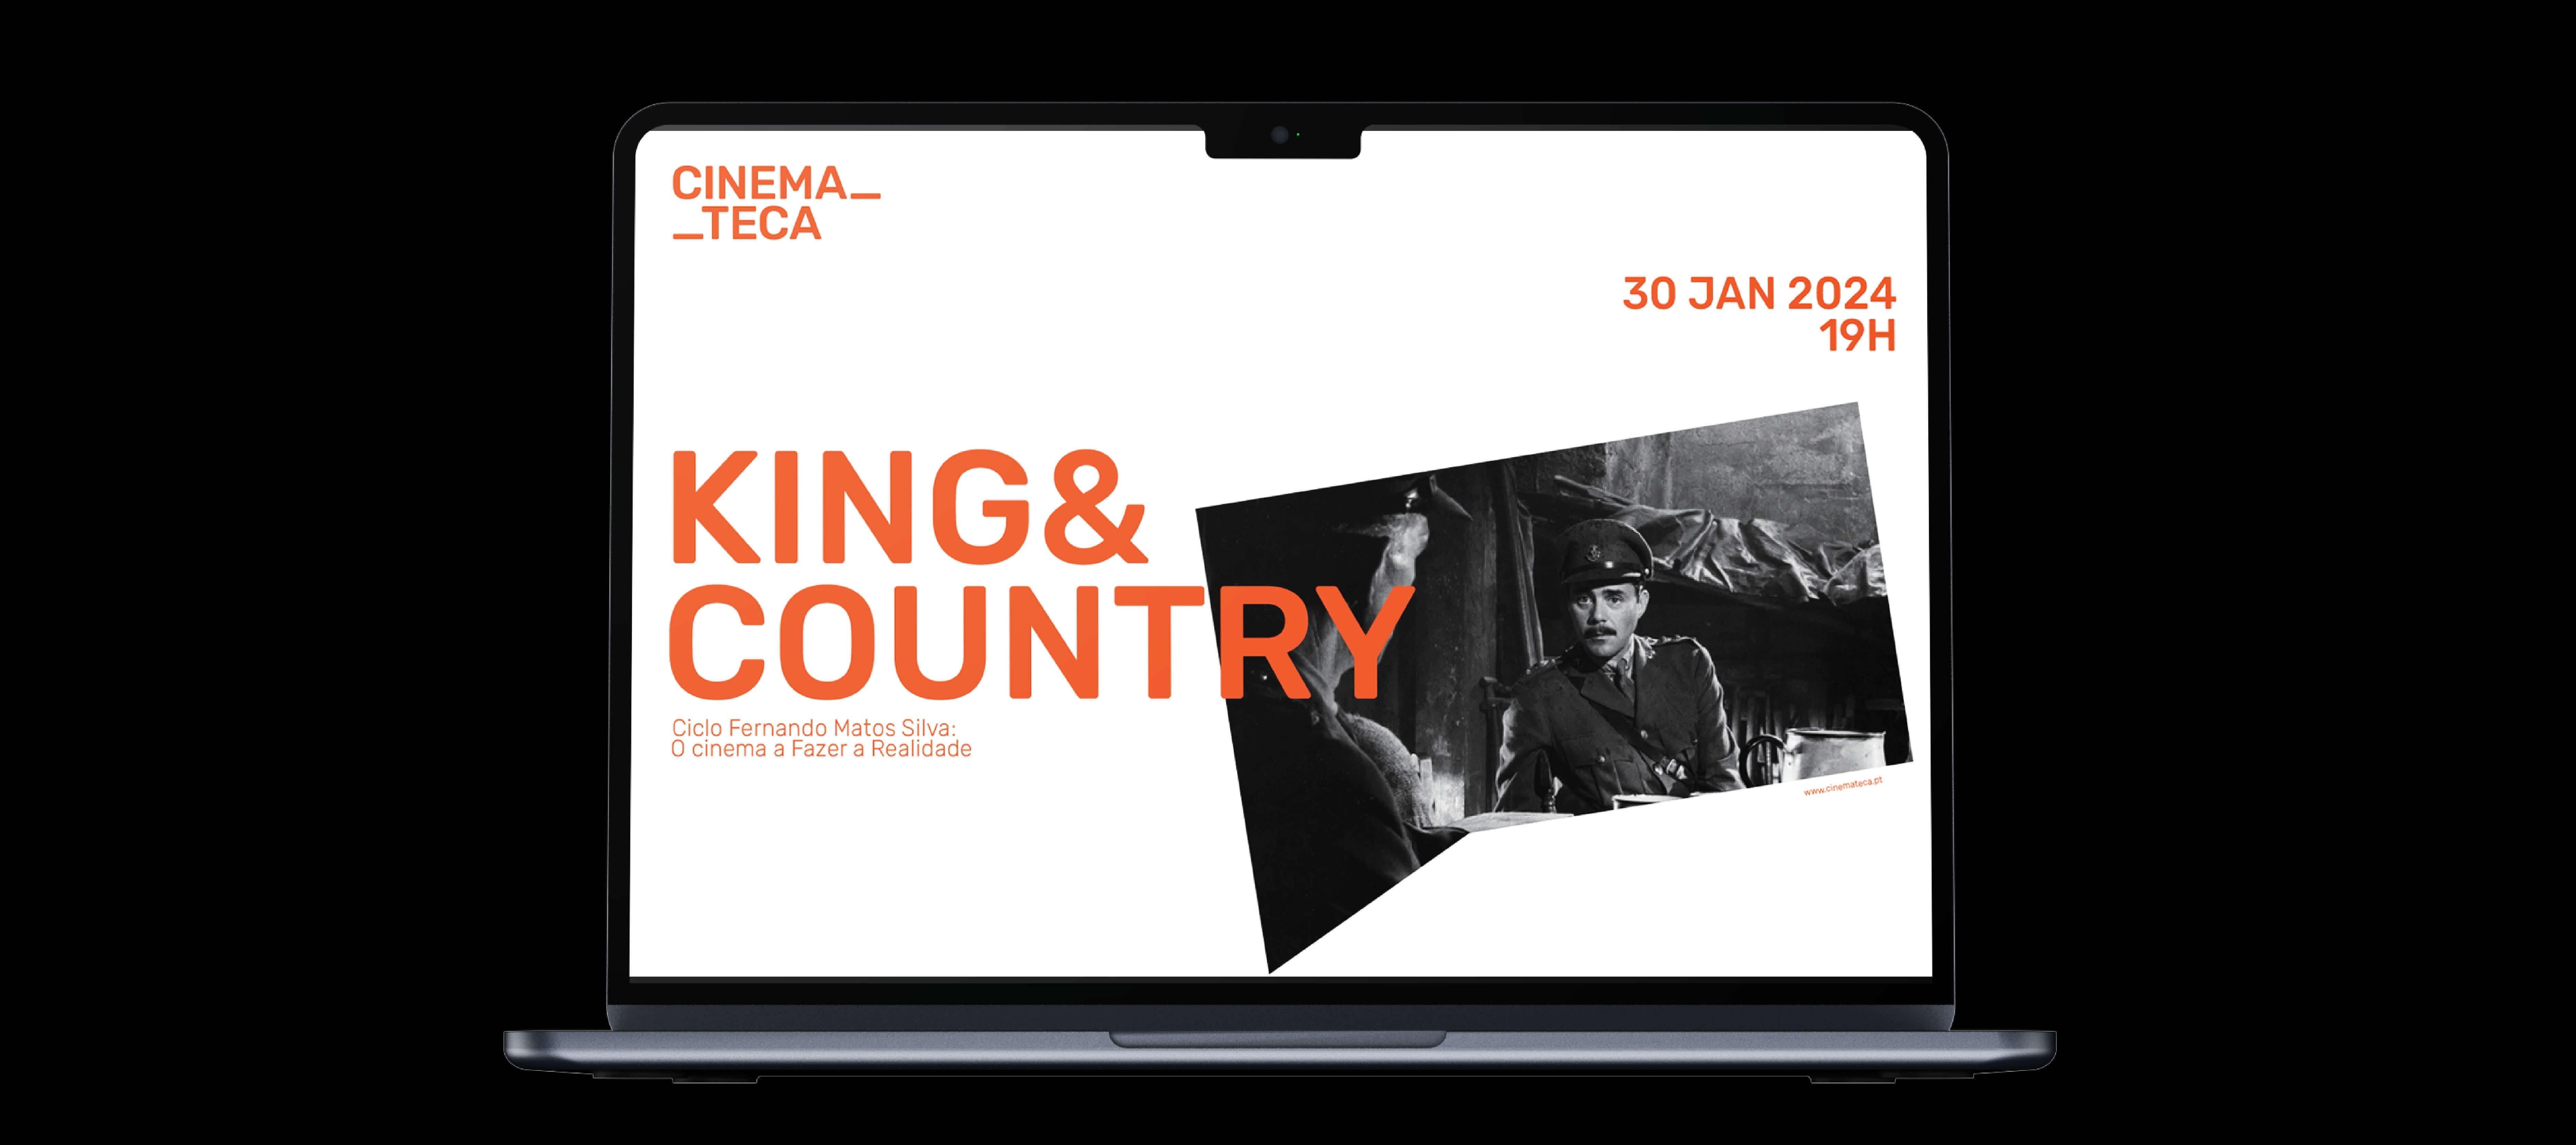 CINEMA_
_TECA
30 JAN 2024
19H
KING&
COUNTRY
Ciclo Fernando Matos Silva:
O cinema a Fazer a Realidade
www.cinemateca.pt